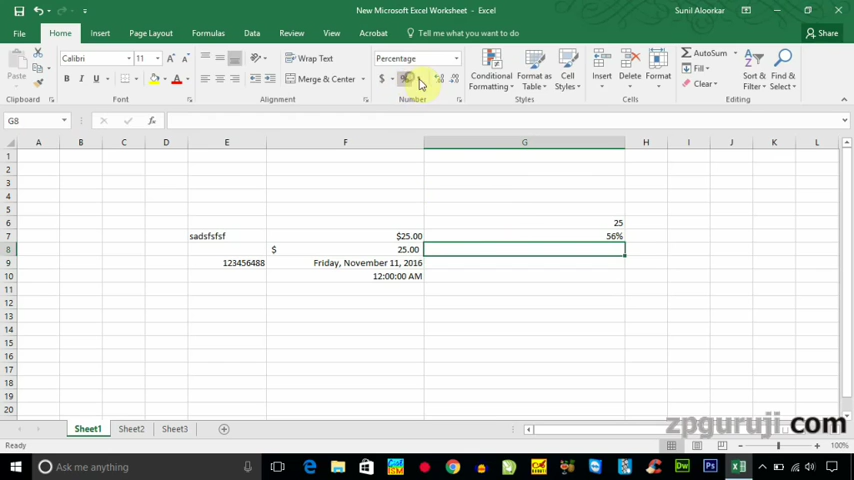 New Microsoft Excel Worksheet - Excel
Sunil Aloorkar
File Home Insert Page Layout Formulas Data Review View Acrobat Tell me what you want to do Share
Paste
Clipboard
Calibri 11
B I U
Font
Wrap Text
Merge & Center
Alignment
Percentage
$ %
Number
Conditional Formatting
Format as Table
Cell Styles
Styles
Insert
Delete
Format
Cells
AutoSum
Fill
Clear
Sort & Filter
Find & Select
Editing
G8
fx
A B C D E F G H I J K L
1
2
3
4
5
6 25
7 sadsfsfsf $25.00 56%
8 $ 25.00
9 123456488 Friday, November 11, 2016
10 12:00:00 AM
11
12
13
14
15
16
17
18
19
20
zpguruji.com
Sheet1 Sheet2 Sheet3
Ready
100%
Ask me anything